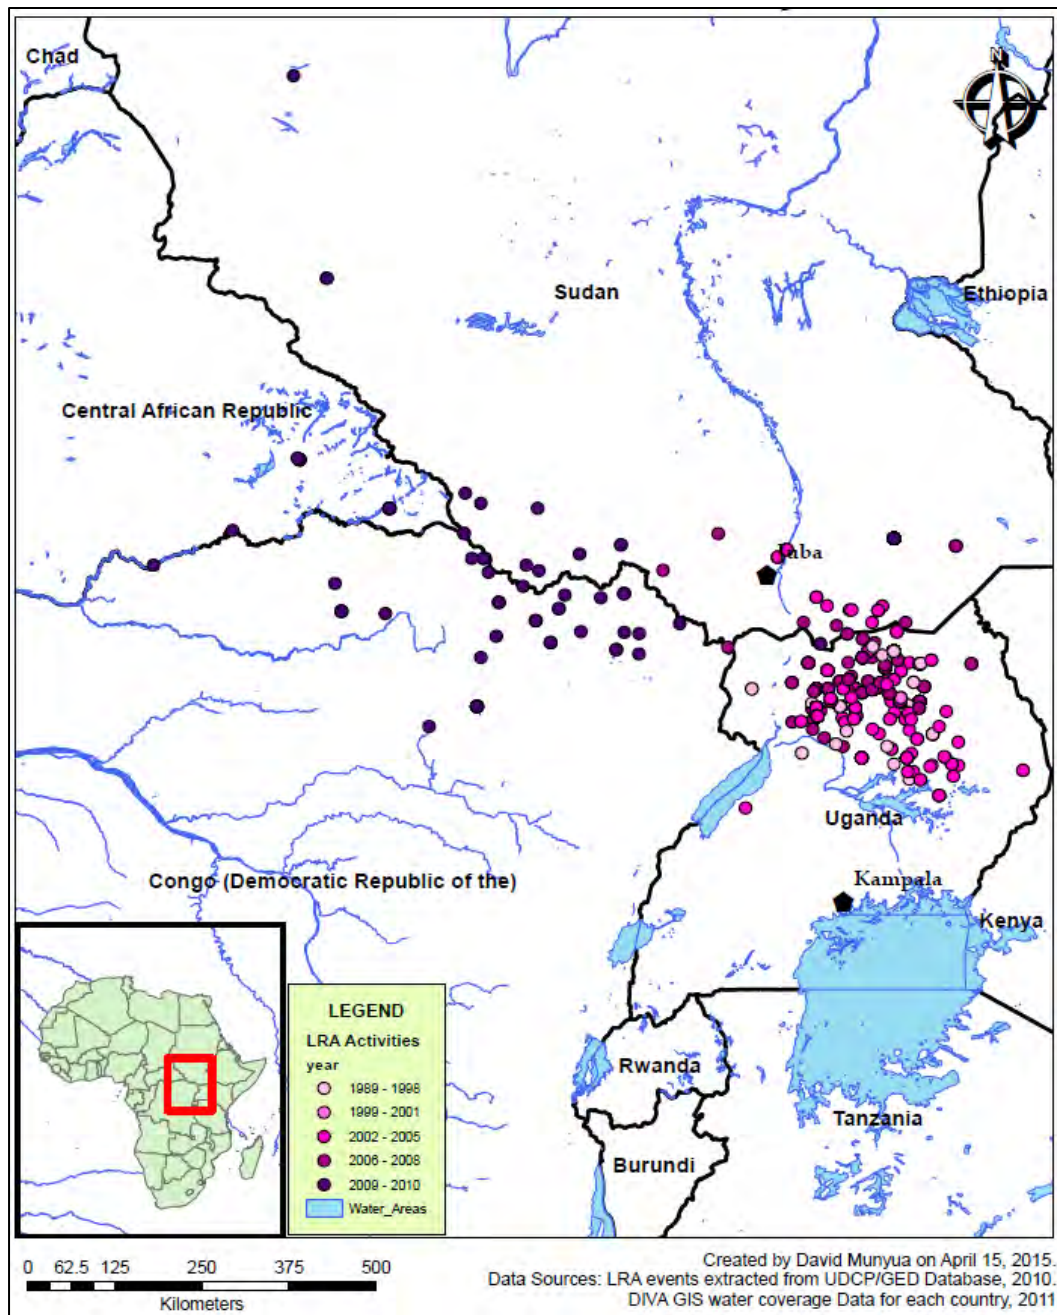 Chad
N
Sudan
Ethiopia
Central African Republic
Juba
Uganda
Kampala
Congo (Democratic Republic of the)
Kenya
LEGEND
LRA Activities
year
1989 - 1998
1999 - 2001
2002 - 2005
2006 - 2008
2009 - 2010
Water_Areas
Rwanda
Tanzania
Burundi
0 62.5 125 250 375 500
Kilometers
Created by David Munyua on April 15, 2015.
Data Sources: LRA events extracted from UDCP/GED Database, 2010.
DIVA GIS water coverage Data for each country, 2011